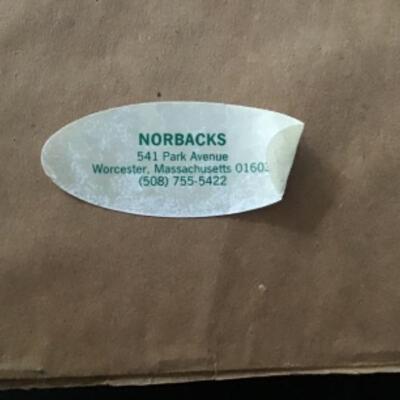 NORBACKS
541 Park Avenue
Worcester, Massachusetts 01603
(508) 755-5422